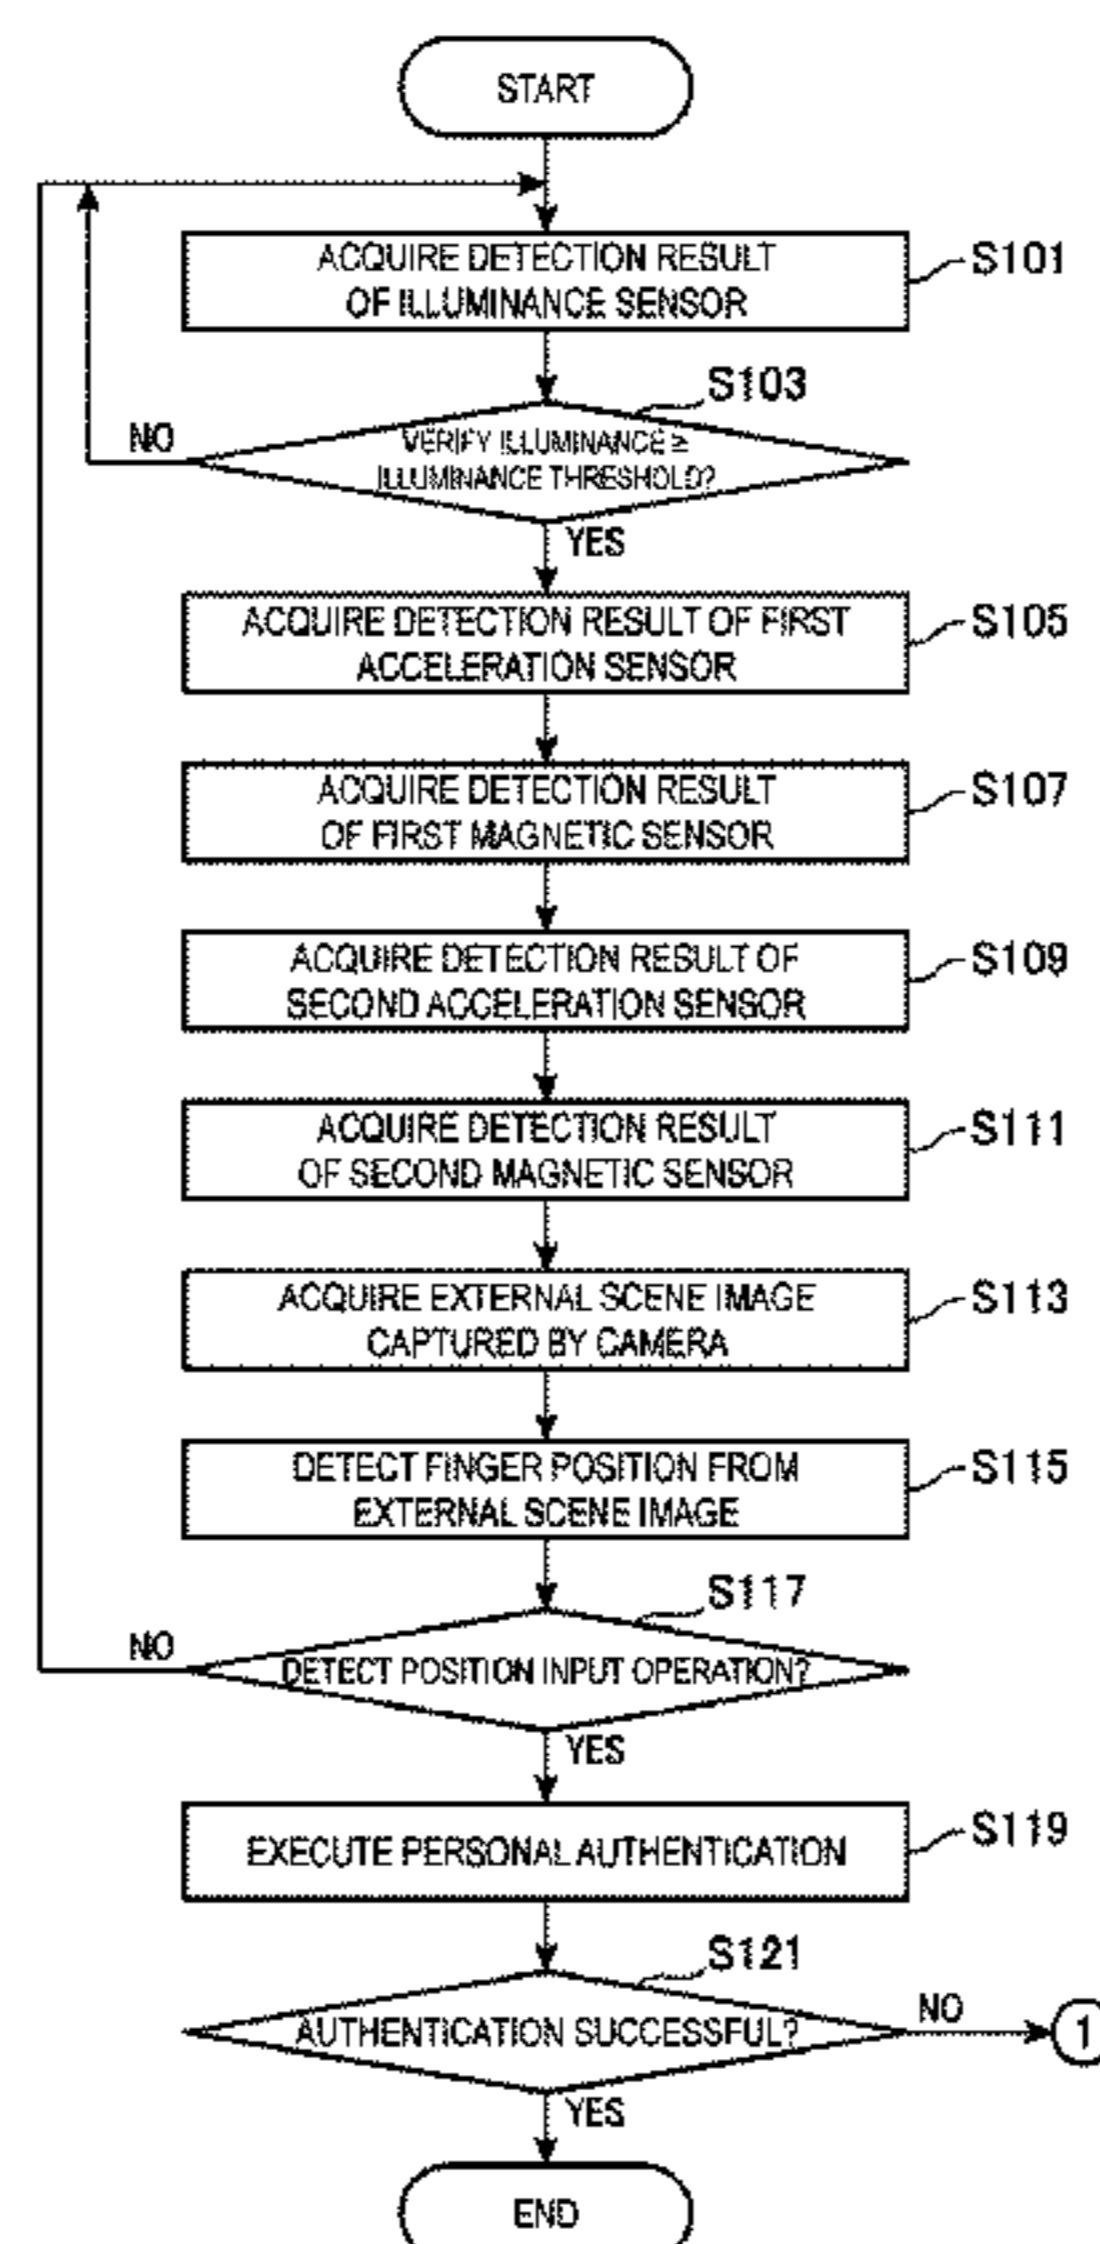 START
ACQUIRE DETECTION RESULT
OF ILLUMINANCE SENSOR
S101
S103
VERIFY ILLUMINANCE ≥
ILLUMINANCE THRESHOLD?
NO
YES
ACQUIRE DETECTION RESULT OF FIRST
ACCELERATION SENSOR
S105
ACQUIRE DETECTION RESULT
OF FIRST MAGNETIC SENSOR
S107
ACQUIRE DETECTION RESULT OF
SECOND ACCELERATION SENSOR
S109
ACQUIRE DETECTION RESULT
OF SECOND MAGNETIC SENSOR
S111
ACQUIRE EXTERNAL SCENE IMAGE
CAPTURED BY CAMERA
S113
DETECT FINGER POSITION FROM
EXTERNAL SCENE IMAGE
S115
S117
NO
DETECT POSITION INPUT OPERATION?
YES
EXECUTE PERSONAL AUTHENTICATION
S119
S121
AUTHENTICATION SUCCESSFUL?
NO
1
YES
END